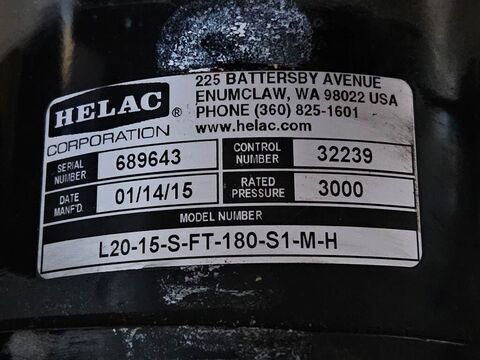 HELAC ®
CORPORATION
225 BATTERSBY AVENUE
ENUMCLAW, WA 98022 USA
PHONE (360) 825-1601
www.helac.com
SERIAL NUMBER 689643 CONTROL NUMBER 32239
DATE MANF'D. 01/14/15 RATED PRESSURE 3000
MODEL NUMBER
L20-15-S-FT-180-S1-M-H